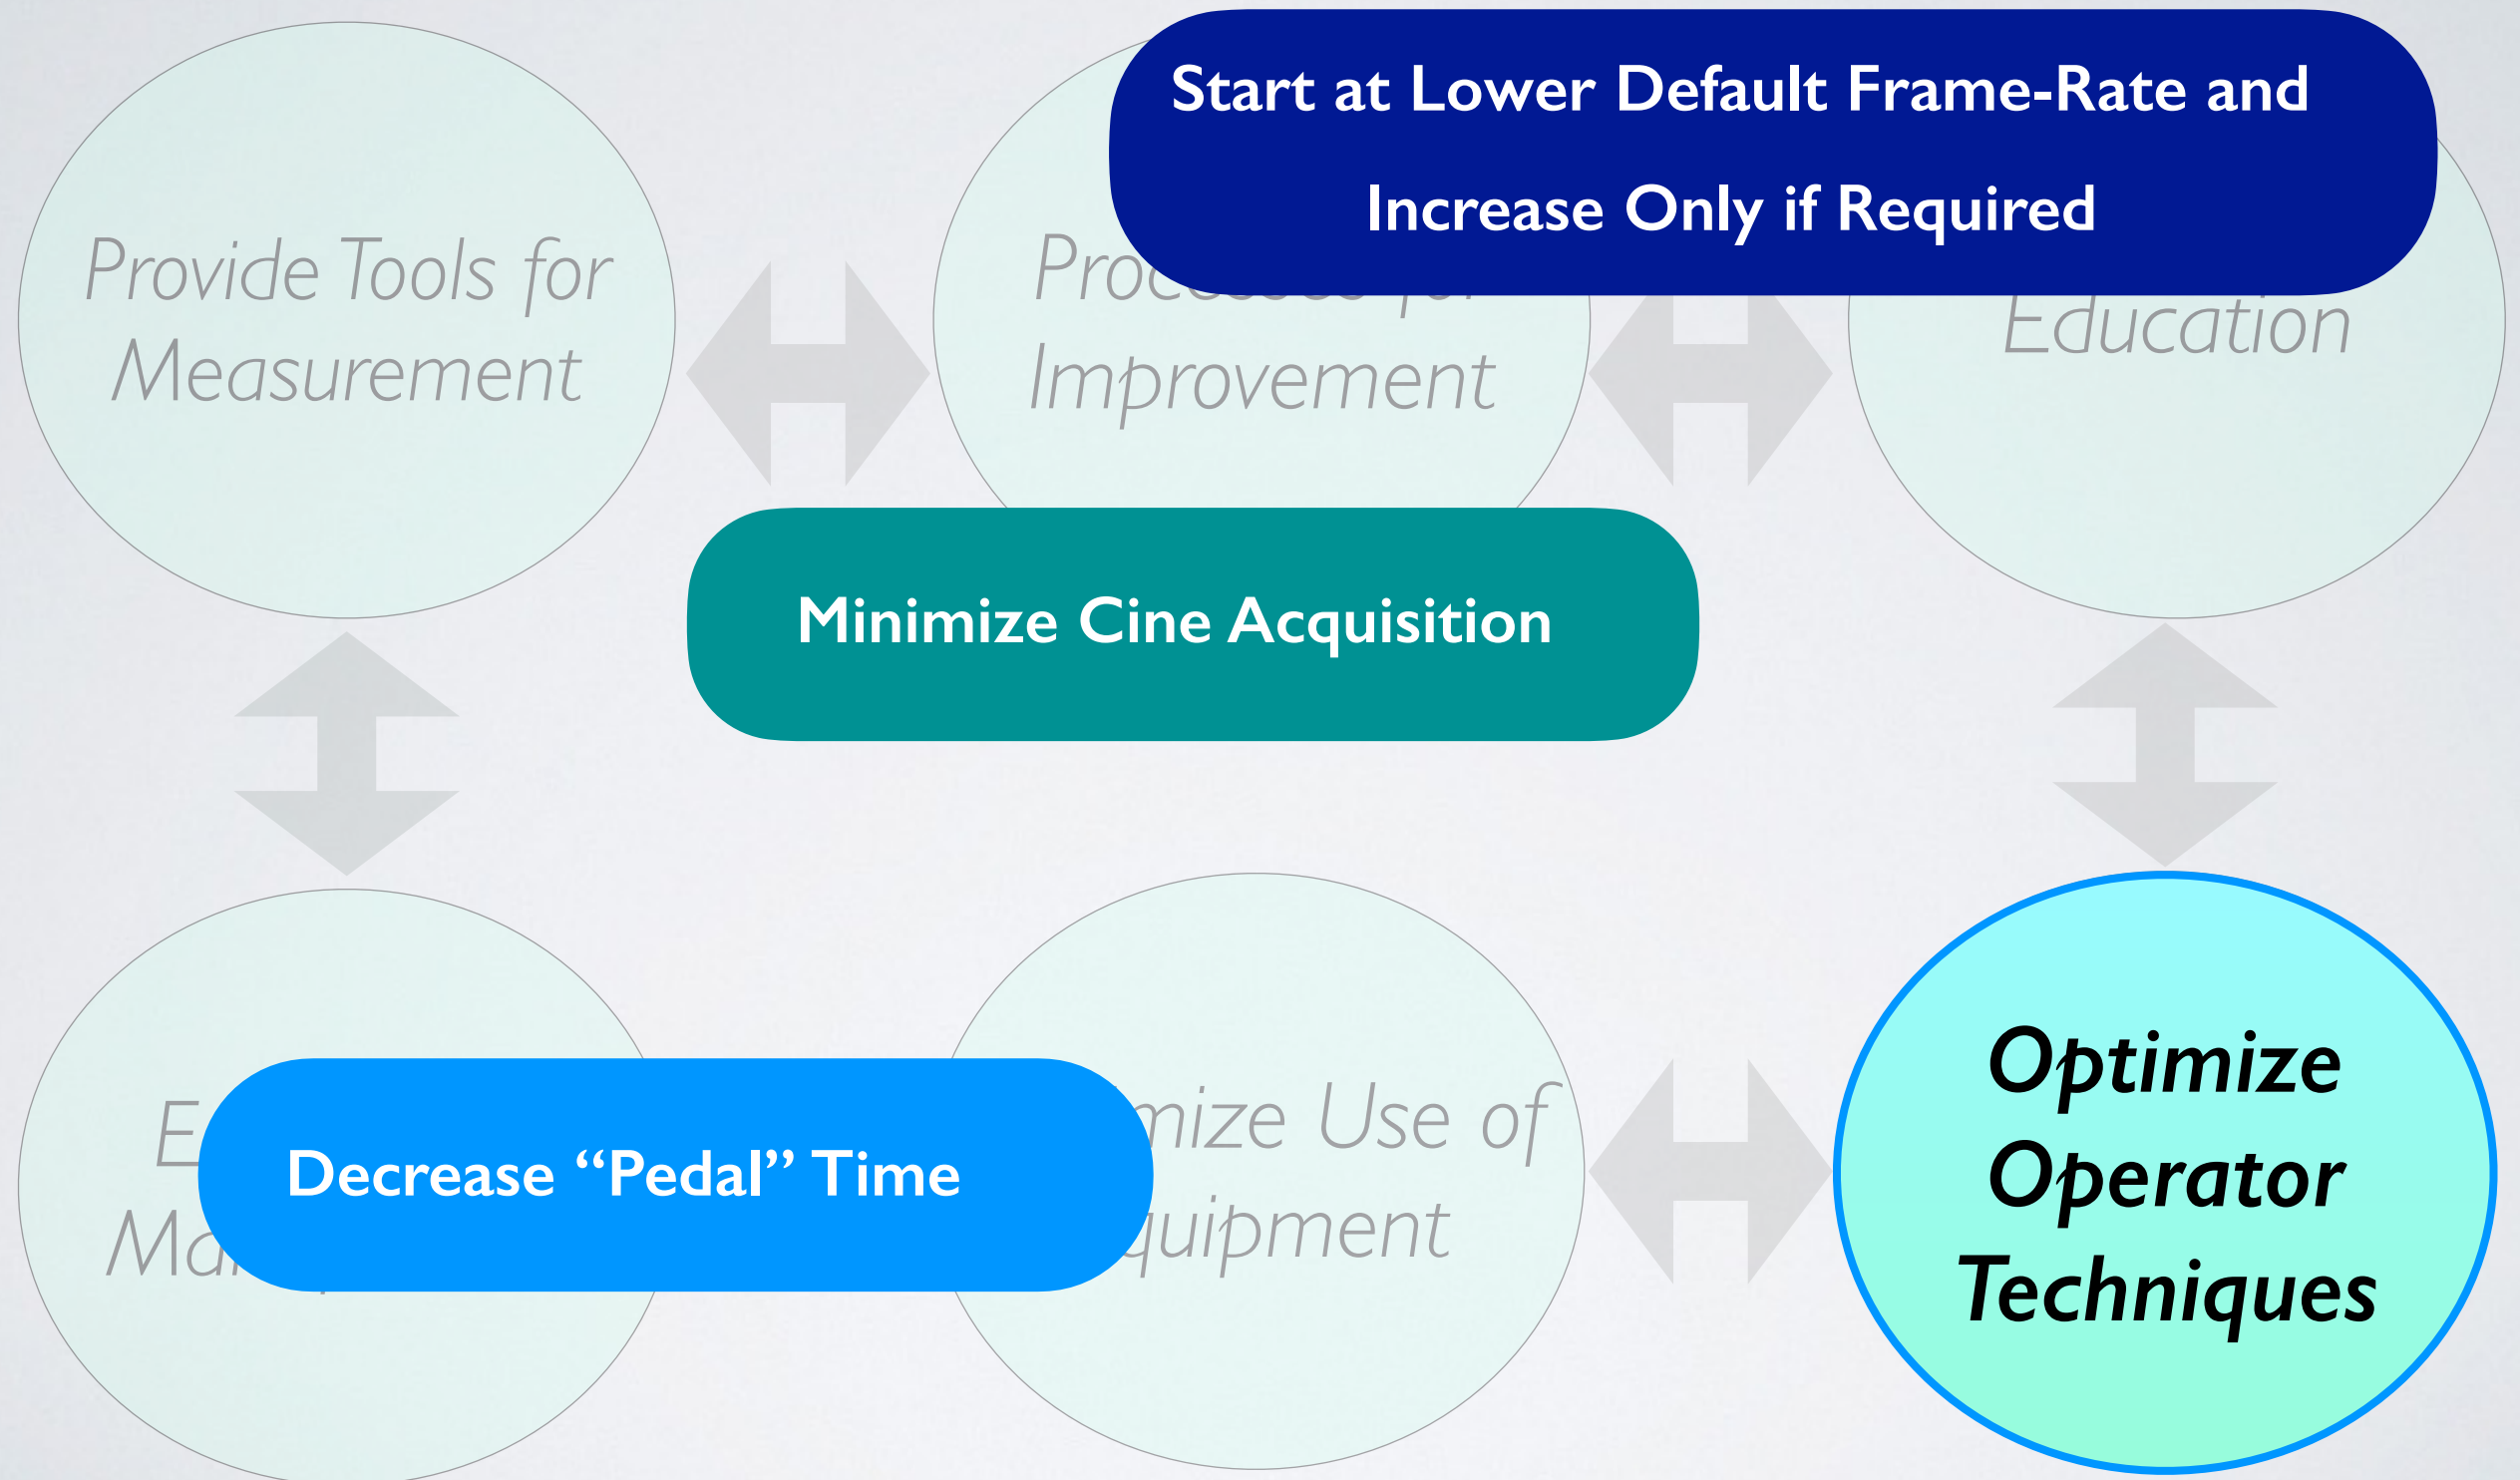 Start at Lower Default Frame-Rate and
Increase Only if Required
Provide Tools for
Measurement
Improvement
Education
Minimize Cine Acquisition
Decrease “Pedal” Time
Use of
Optimize
Operator
Techniques